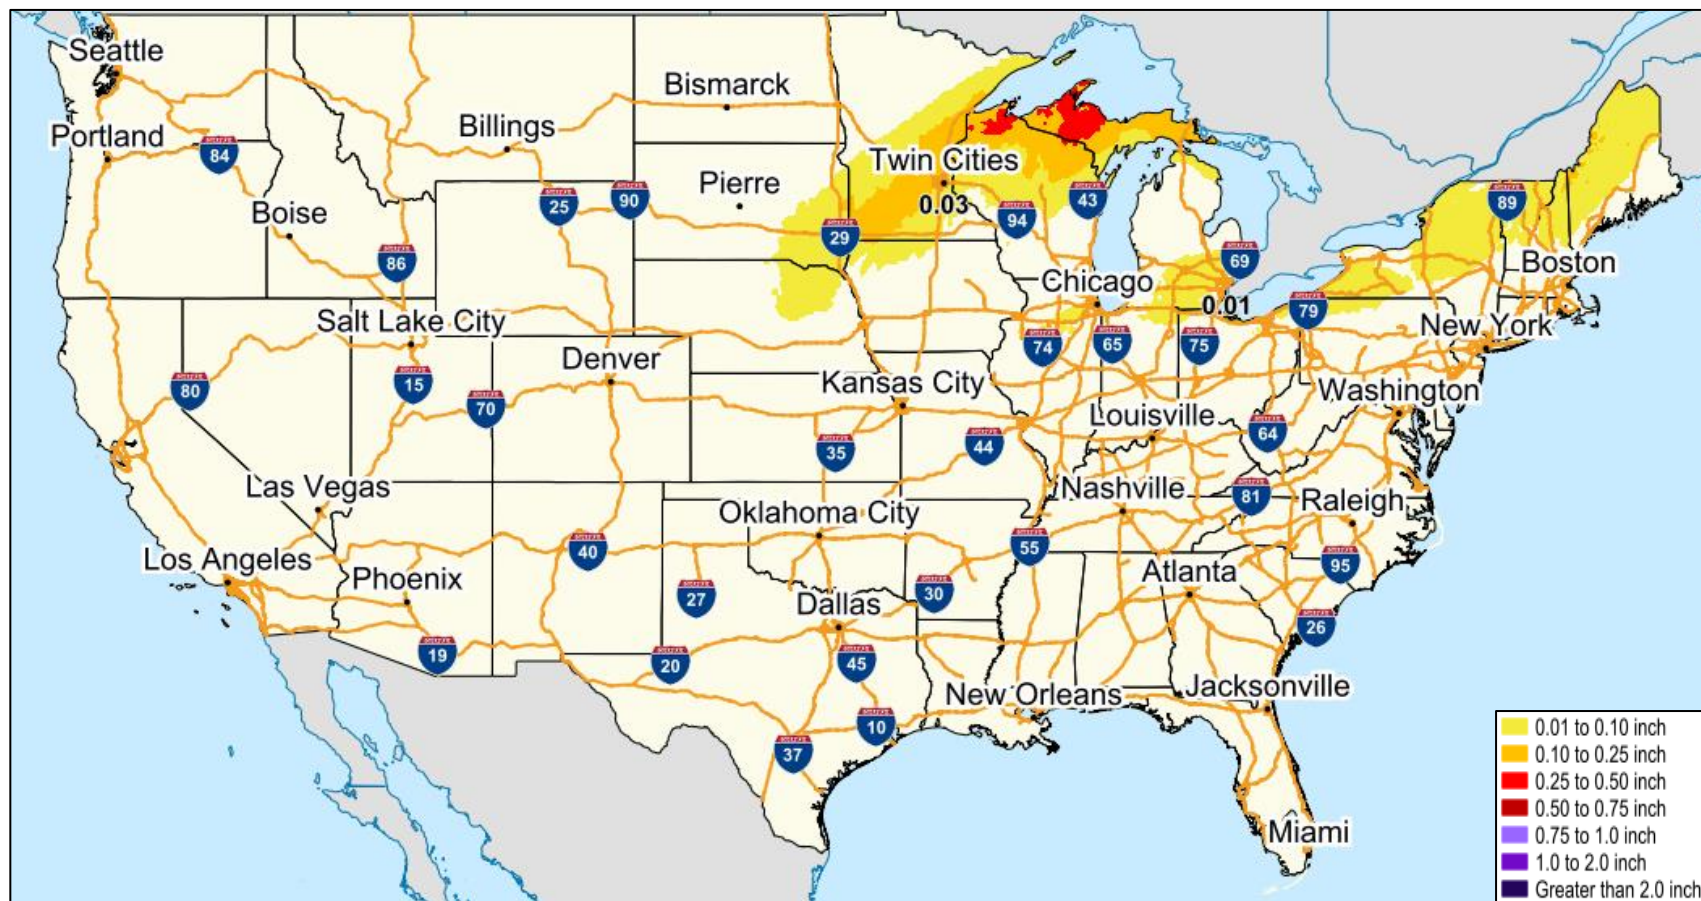 Seattle
Bismarck
Billings
Portland
84
Twin Cities
Pierre
25
90
0.03
43
89
Boise
94
29
86
69
Boston
Chicago
0.01
79
Salt Lake City
New York
74
65
75
Denver
80
15
70
Kansas City
Washington
Louisville
64
35
44
Las Vegas
Nashville
81
Raleigh
Oklahoma City
40
55
Los Angeles
Phoenix
95
Atlanta
27
30
Dallas
26
19
20
45
New Orleans
Jacksonville
10
37
Miami
0.01 to 0.10 inch
0.10 to 0.25 inch
0.25 to 0.50 inch
0.50 to 0.75 inch
0.75 to 1.0 inch
1.0 to 2.0 inch
Greater than 2.0 inch